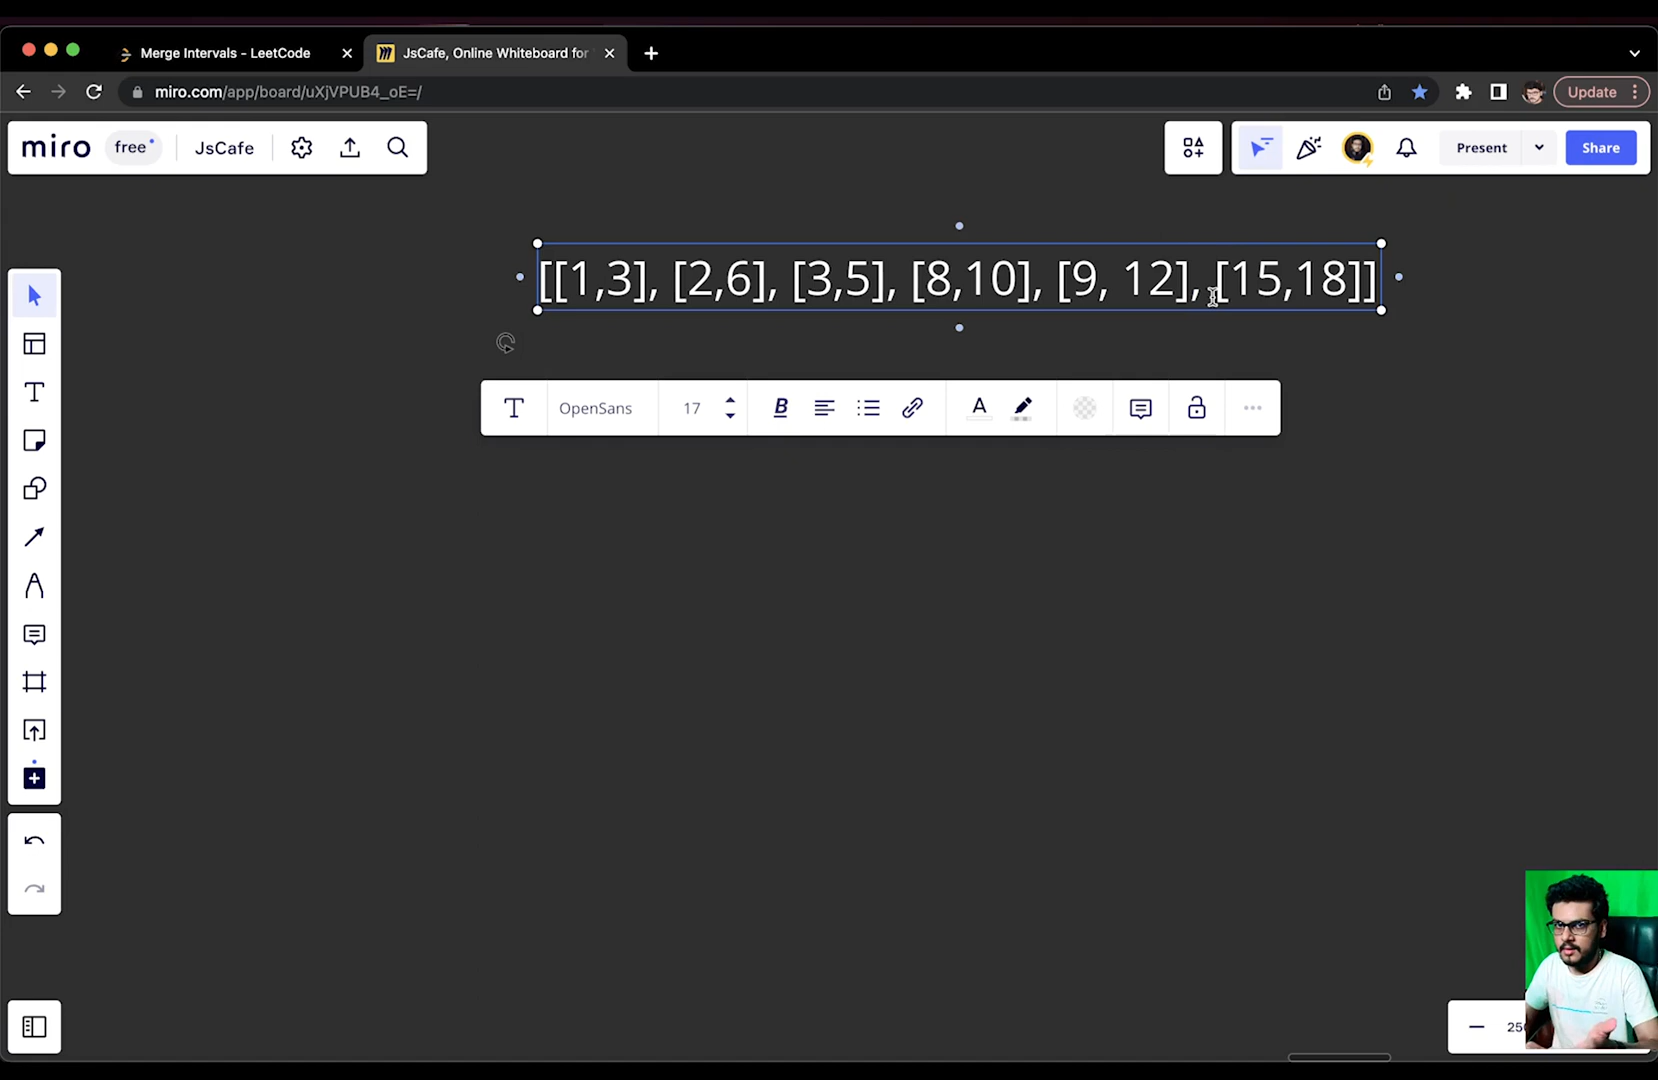 Merge Intervals - LeetCode
JsCafe, Online Whiteboard for
miro.com/app/board/uXjVPUB4_oE=/
Update
miro
free
JsCafe
Present
Share
[[1,3], [2,6], [3,5], [8,10], [9, 12], [15,18]]
OpenSans
17
B
A